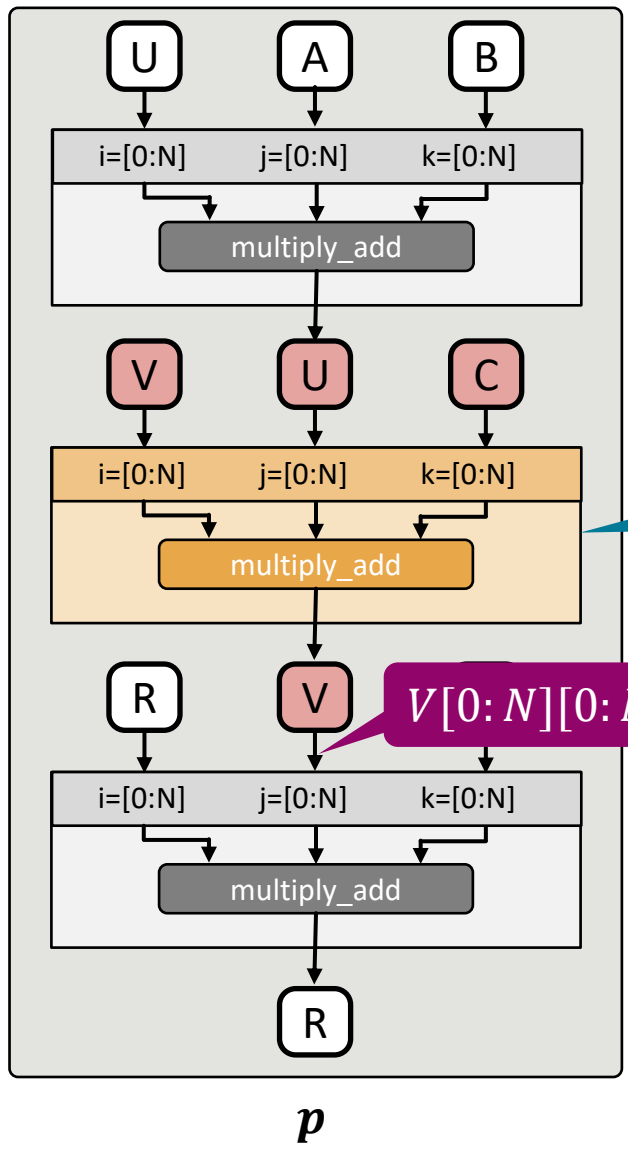 U A B
i=[0:N] j=[0:N] k=[0:N]
multiply_add
V U C
i=[0:N] j=[0:N] k=[0:N]
multiply_add
R V
V[0: N][0:
i=[0:N] j=[0:N] k=[0:N]
multiply_add
R
p